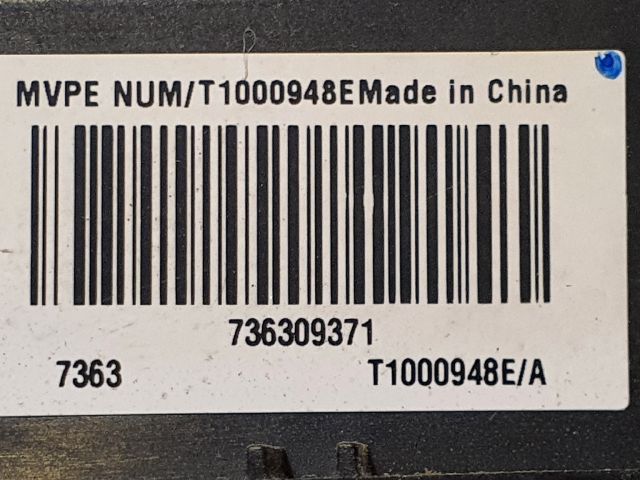 MVPE NUM/T1000948EMade in China
736309371
7363 T1000948E/A